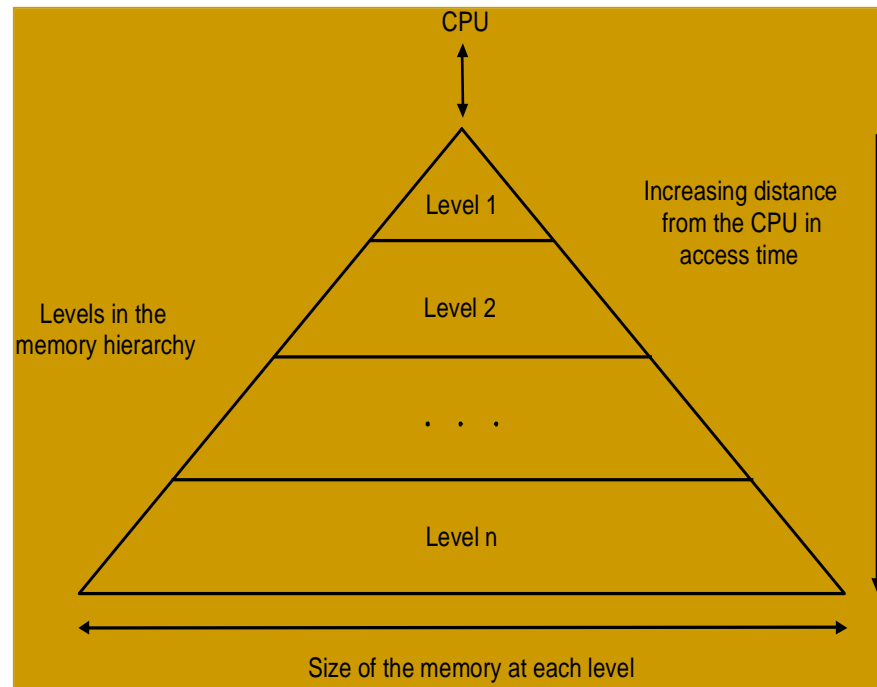 CPU
Level 1
Increasing distance
from the CPU in
access time
Level 2
Levels in the
memory hierarchy
. . .
Level n
Size of the memory at each level